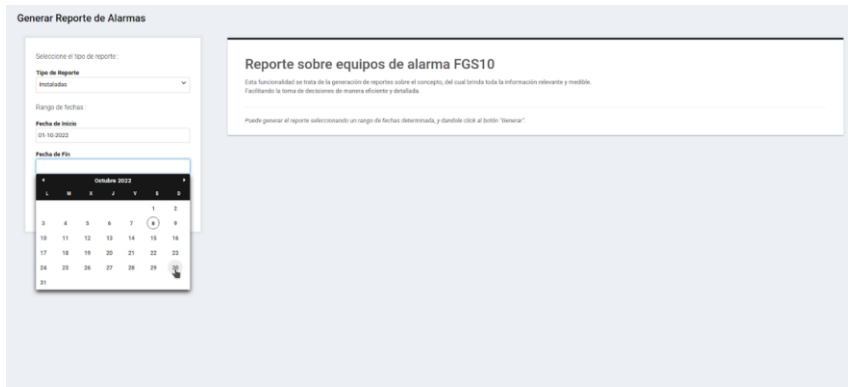 Generar Reporte de Alarmas
Seleccione el tipo de reporte :
Tipo de Reporte
Instaladas
Rango de fechas :
Fecha de Inicio
01-10-2022
Fecha de Fin
Octubre 2022
L M X J V S D
1 2
3 4 5 6 7 8 9
10 11 12 13 14 15 16
17 18 19 20 21 22 23
24 25 26 27 28 29 30
31
Reporte sobre equipos de alarma FGS10
Esta funcionalidad se trata de la generación de reportes sobre el concepto, del cual brinda toda la información relevante y medible.
Facilitando la toma de decisiones de manera eficiente y detallada.
Puede generar el reporte seleccionando un rango de fechas determinada, y dandole click al botón "Generar".